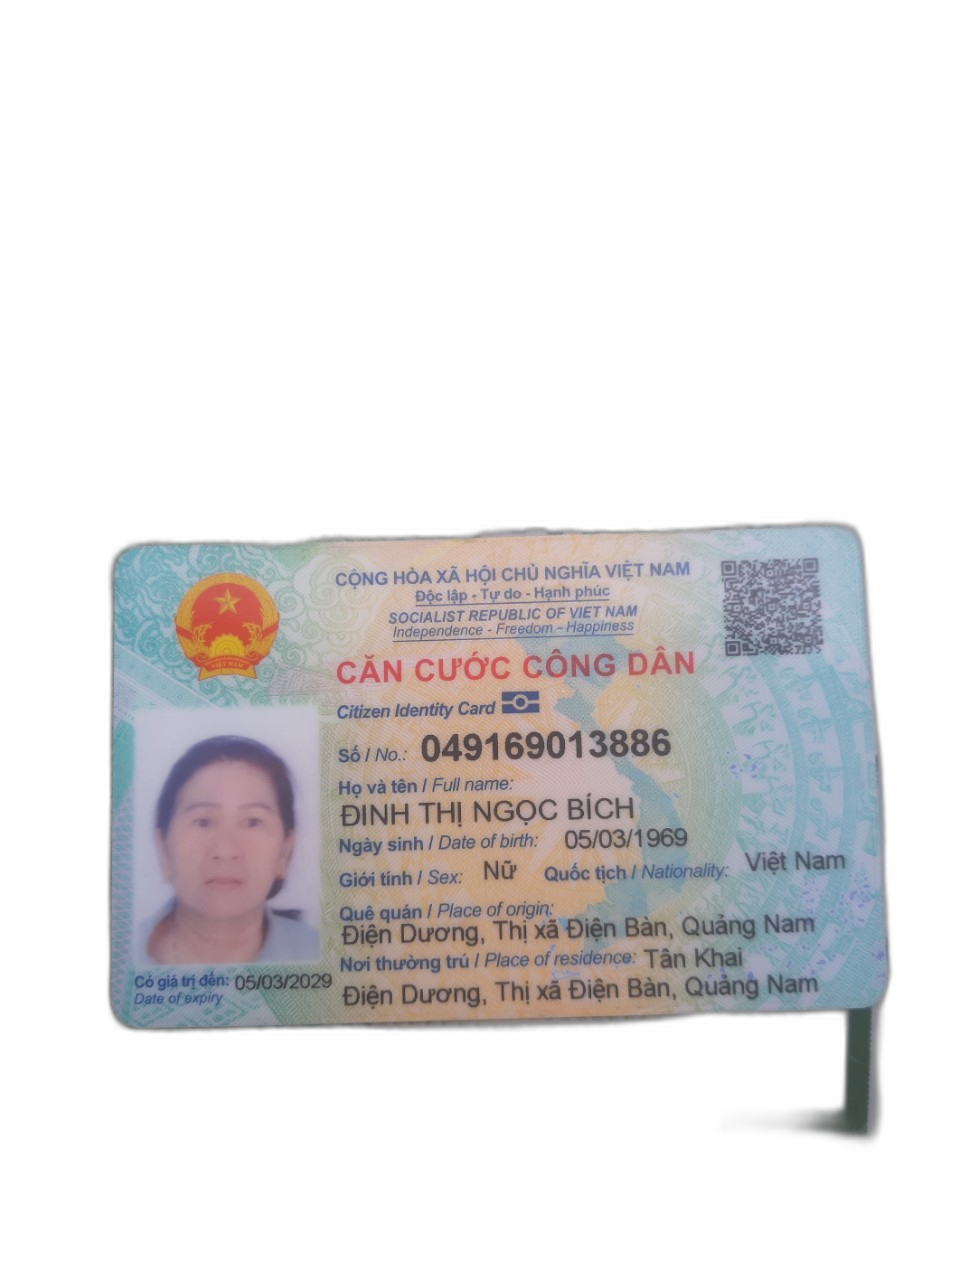 CỘNG HÒA XÃ HỘI CHỦ NGHĨA VIỆT NAM
Độc lập - Tự do - Hạnh phúc
SOCIALIST REPUBLIC OF VIET NAM
Independence - Freedom - Happiness
VIỆT NAM
CĂN CƯỚC CÔNG DÂN
Citizen Identity Card
Số / No.: 049169013886
Họ và tên / Full name:
ĐINH THỊ NGỌC BÍCH
Ngày sinh / Date of birth: 05/03/1969
Giới tính / Sex: Nữ Quốc tịch / Nationality: Việt Nam
Quê quán / Place of origin:
Điện Dương, Thị xã Điện Bàn, Quảng Nam
Nơi thường trú / Place of residence: Tân Khai
Điện Dương, Thị xã Điện Bàn, Quảng Nam
Có giá trị đến: 05/03/2029
Date of expiry